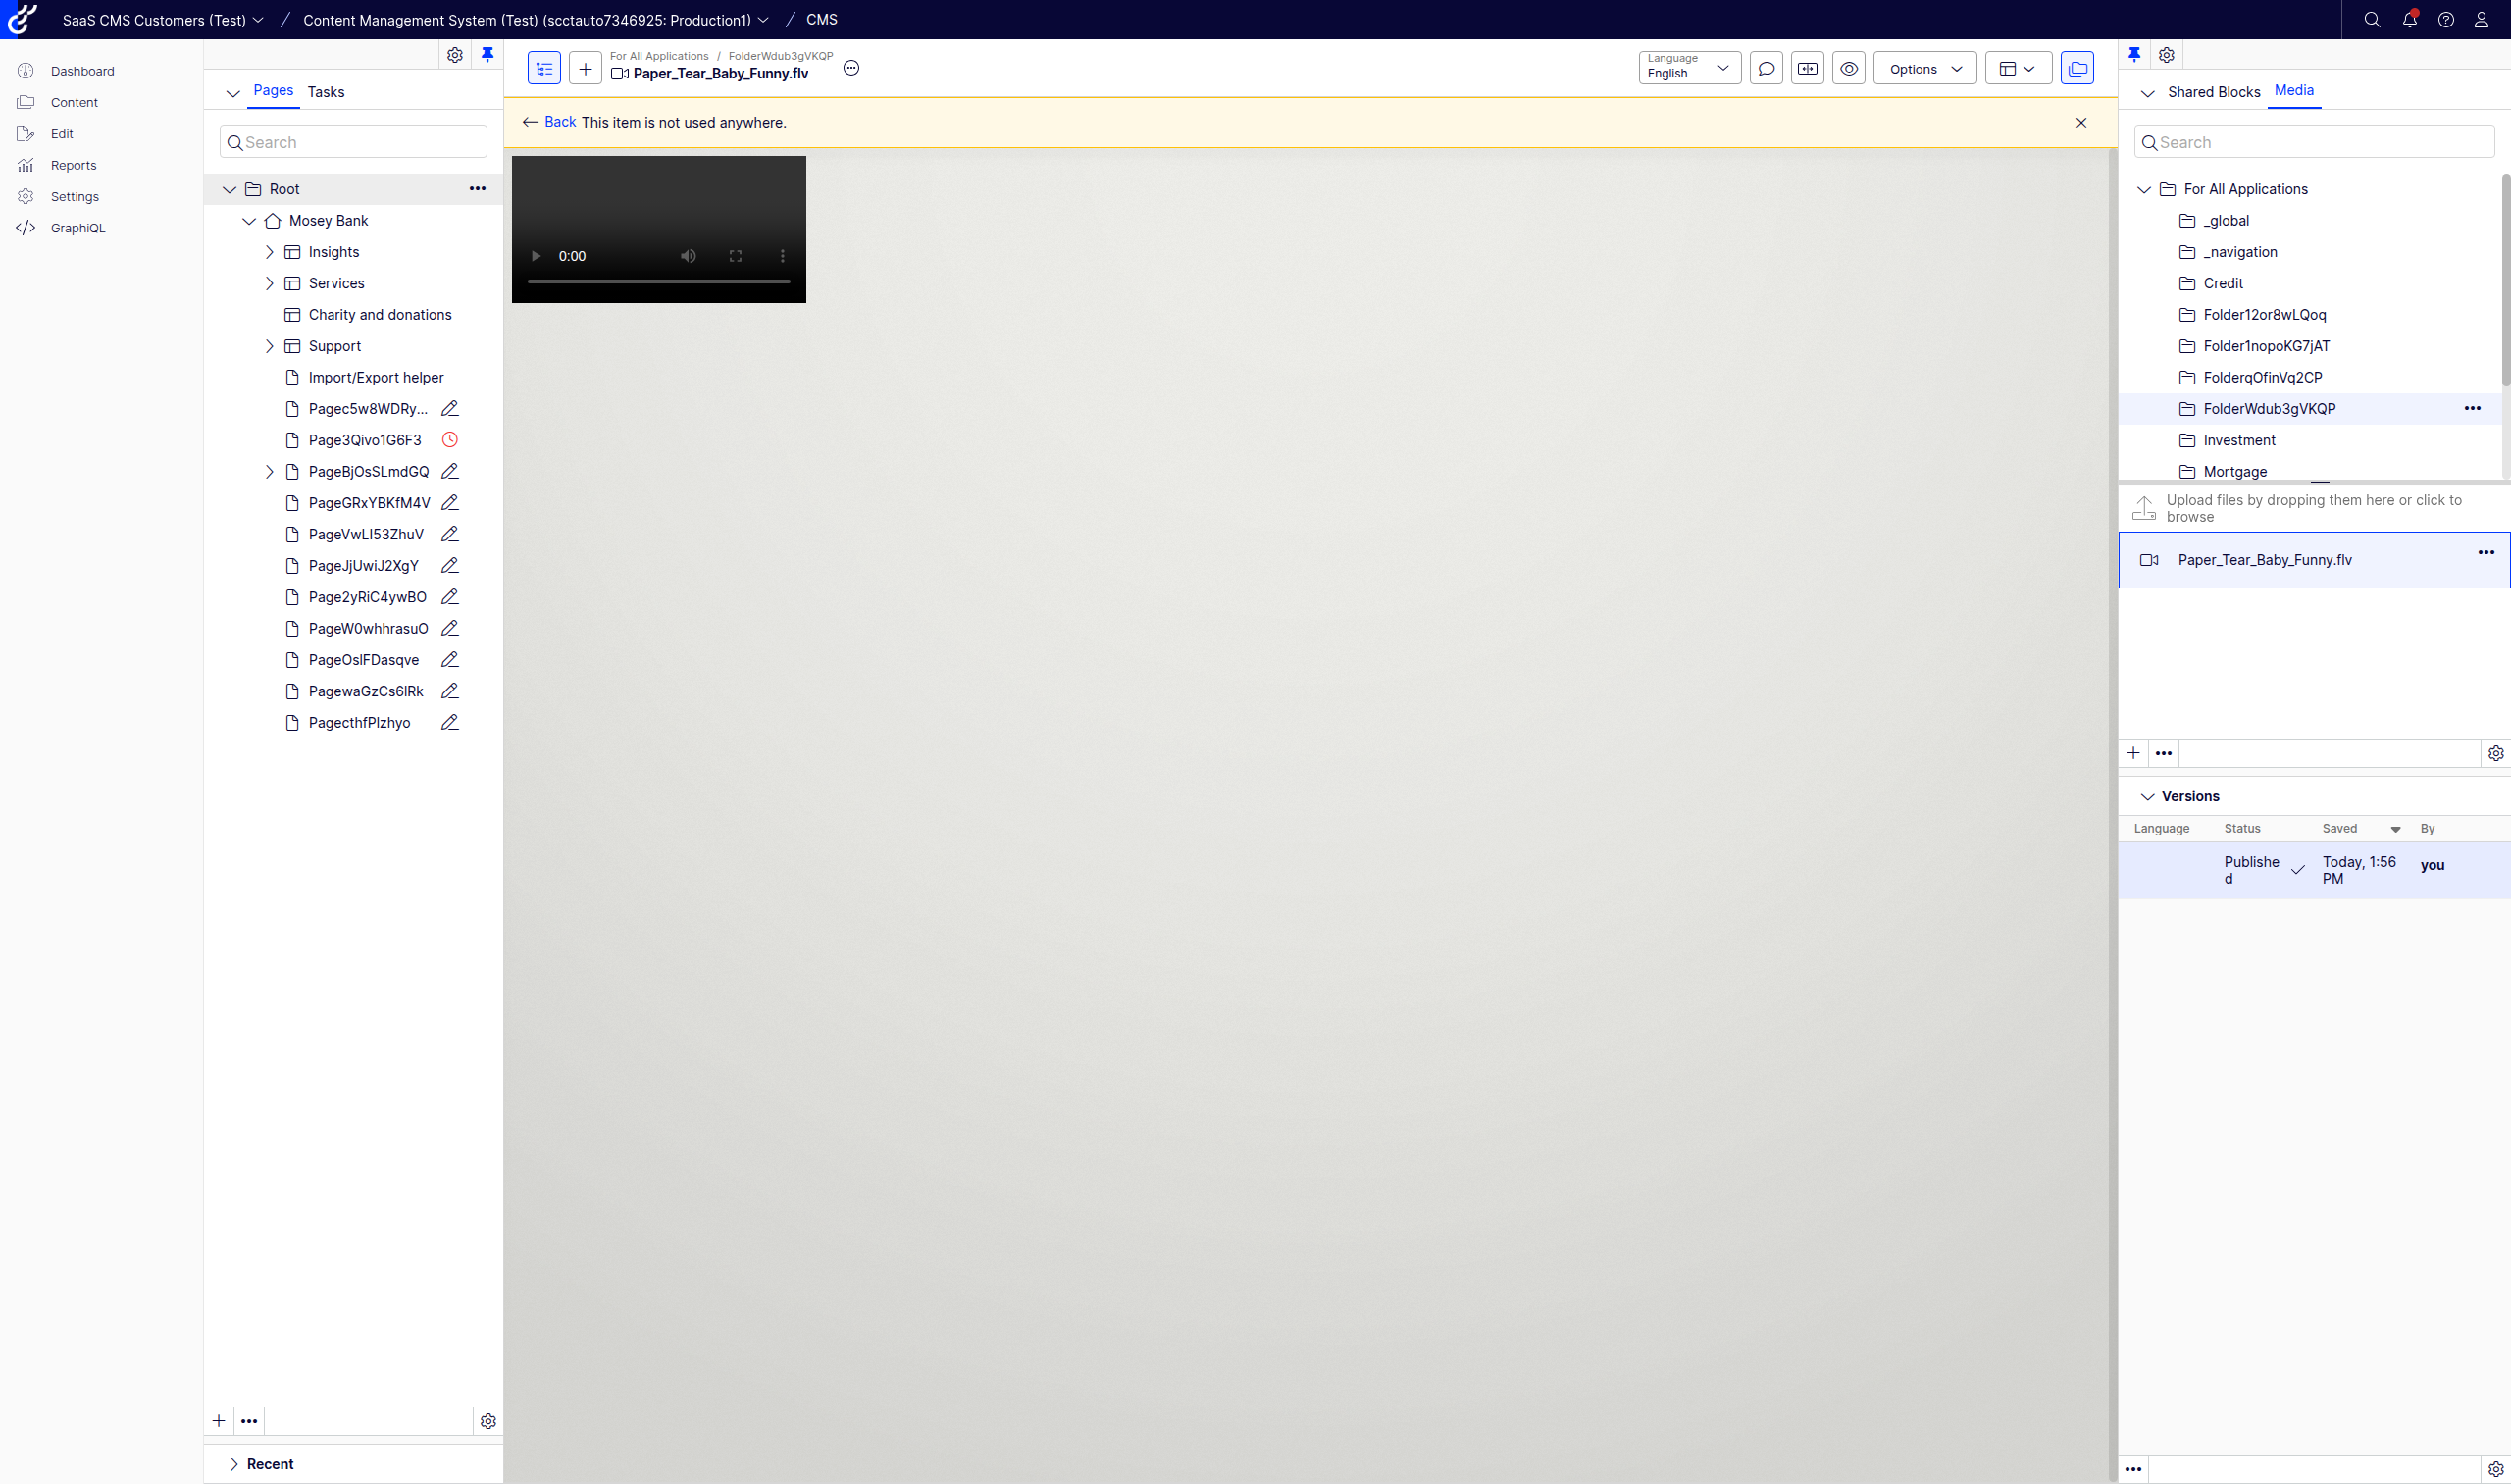 SaaS CMS Customers (Test) / Content Management System (Test) (scctauto7346925: Production1) / CMS
Dashboard
Content
Edit
Reports
Settings
GraphiQL
Pages Tasks
Search
Root
Mosey Bank
Insights
Services
Charity and donations
Support
Import/Export helper
Pagec5w8WDRy...
Page3Qivo1G6F3
PageBjOsSLmdGQ
PageGRxYBKfM4V
PageVwLI53ZhuV
PageJjUwiJ2XgY
Page2yRiC4ywBO
PageW0whhrasuO
PageOsIFDasqve
PagewaGzCs6IRk
PagecthfPlzhyo
Recent
For All Applications / FolderWdub3gVKQP
Paper_Tear_Baby_Funny.flv
Language
English
Options
Back This item is not used anywhere.
0:00
Shared Blocks Media
Search
For All Applications
_global
_navigation
Credit
Folder12or8wLQoq
Folder1nopoKG7jAT
FolderqOfinVq2CP
FolderWdub3gVKQP
Investment
Mortgage
Upload files by dropping them here or click to
browse
Paper_Tear_Baby_Funny.flv
Versions
Language Status Saved By
Publishe Today, 1:56 you
d PM